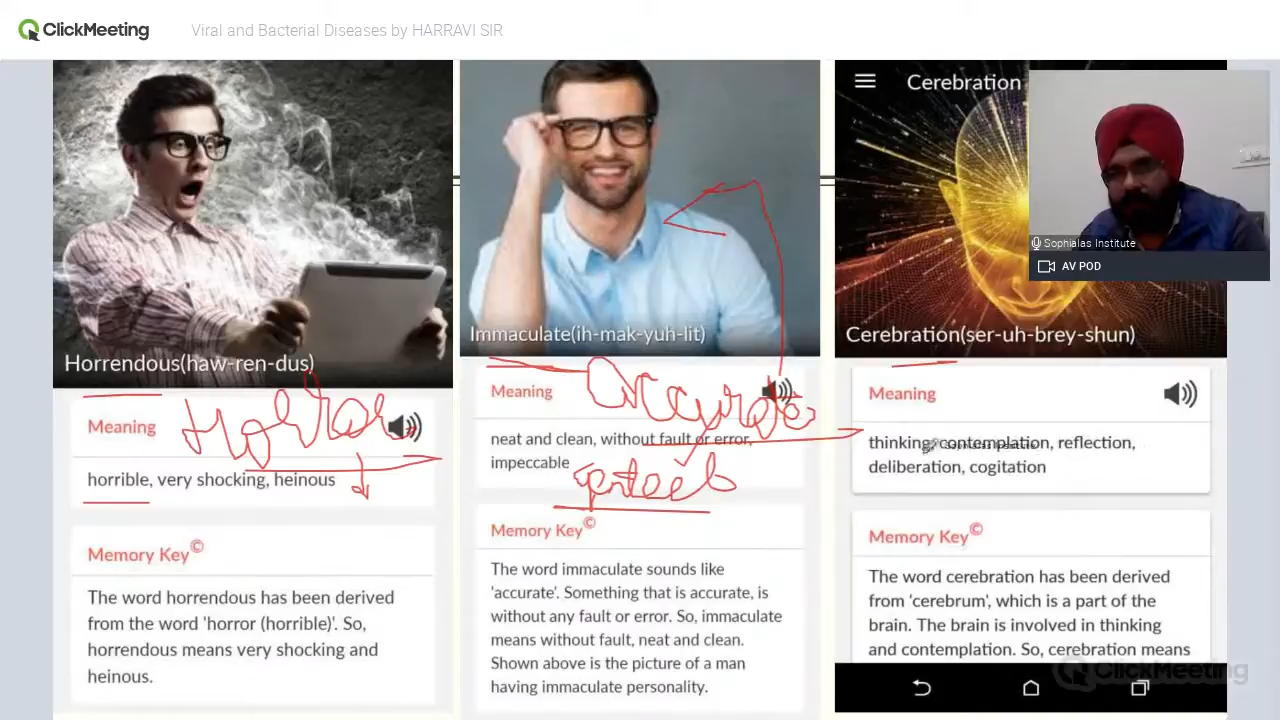 ClickMeeting
Viral and Bacterial Diseases by HARRAVI SIR
Horrendous(haw-ren-dus)
Meaning
Horror
horrible, very shocking, heinous
Memory Key©
The word horrendous has been derived
from the word 'horror (horrible)'. So,
horrendous means very shocking and
heinous.
Immaculate(ih-mak-yuh-lit)
Meaning
Accurate
neat and clean, without fault or error,
impeccable
Memory Key©
The word immaculate sounds like
'accurate'. Something that is accurate, is
without any fault or error. So, immaculate
means without fault, neat and clean.
Shown above is the picture of a man
having immaculate personality.
Cerebration
Cerebration(ser-uh-brey-shun)
Meaning
thinking, contemplation, reflection,
deliberation, cogitation
Memory Key©
The word cerebration has been derived
from 'cerebrum', which is a part of the
brain. The brain is involved in thinking
and contemplation. So, cerebration means
Sophialas Institute
AV POD
ClickMeeting